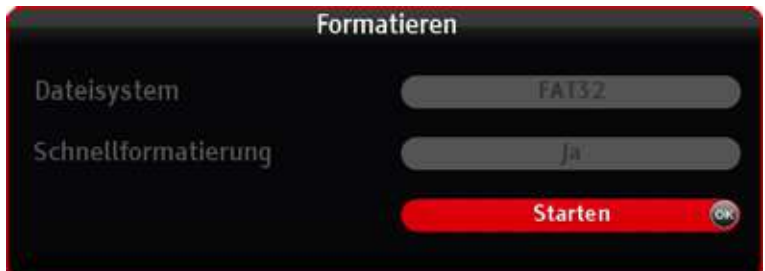 Formatieren
Dateisystem FAT32
Schnellformatierung Ja
Starten OK